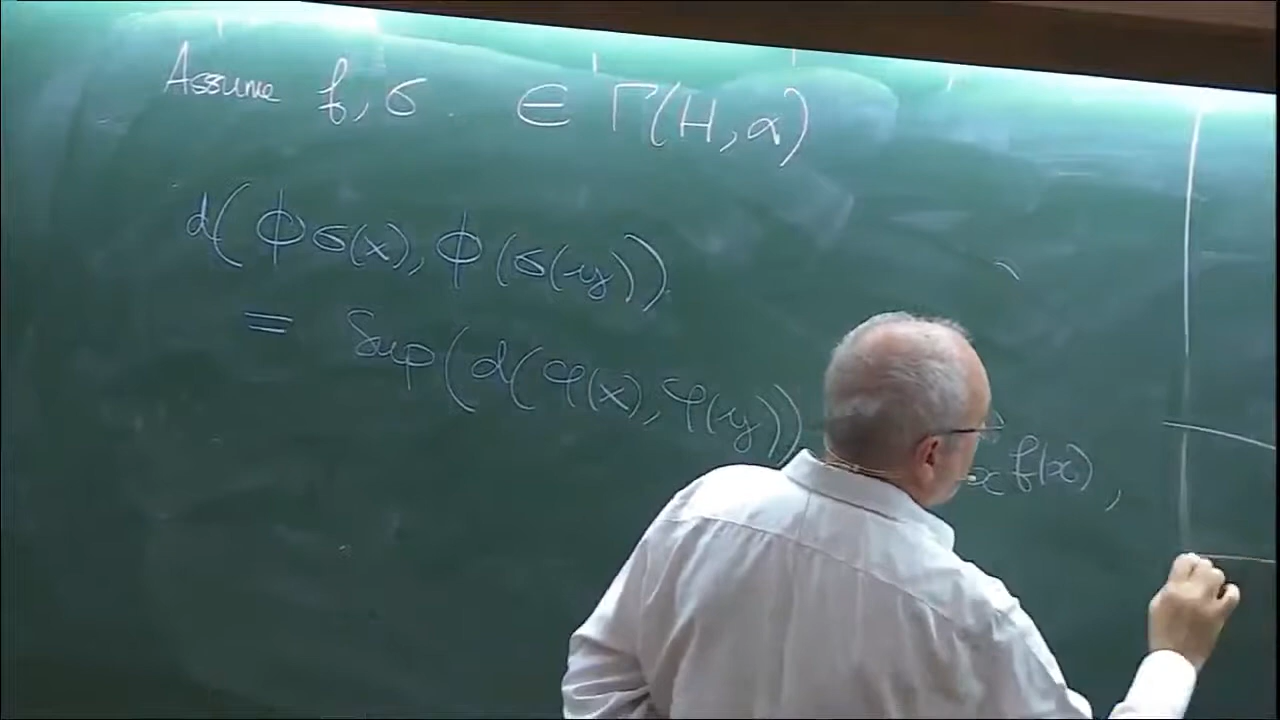 Assume f, σ ∈ Γ(H, α)
d(ϕσ(x), ϕ(σ(y)))
= Sup(d(φ(x), φ(y)) x f(x),